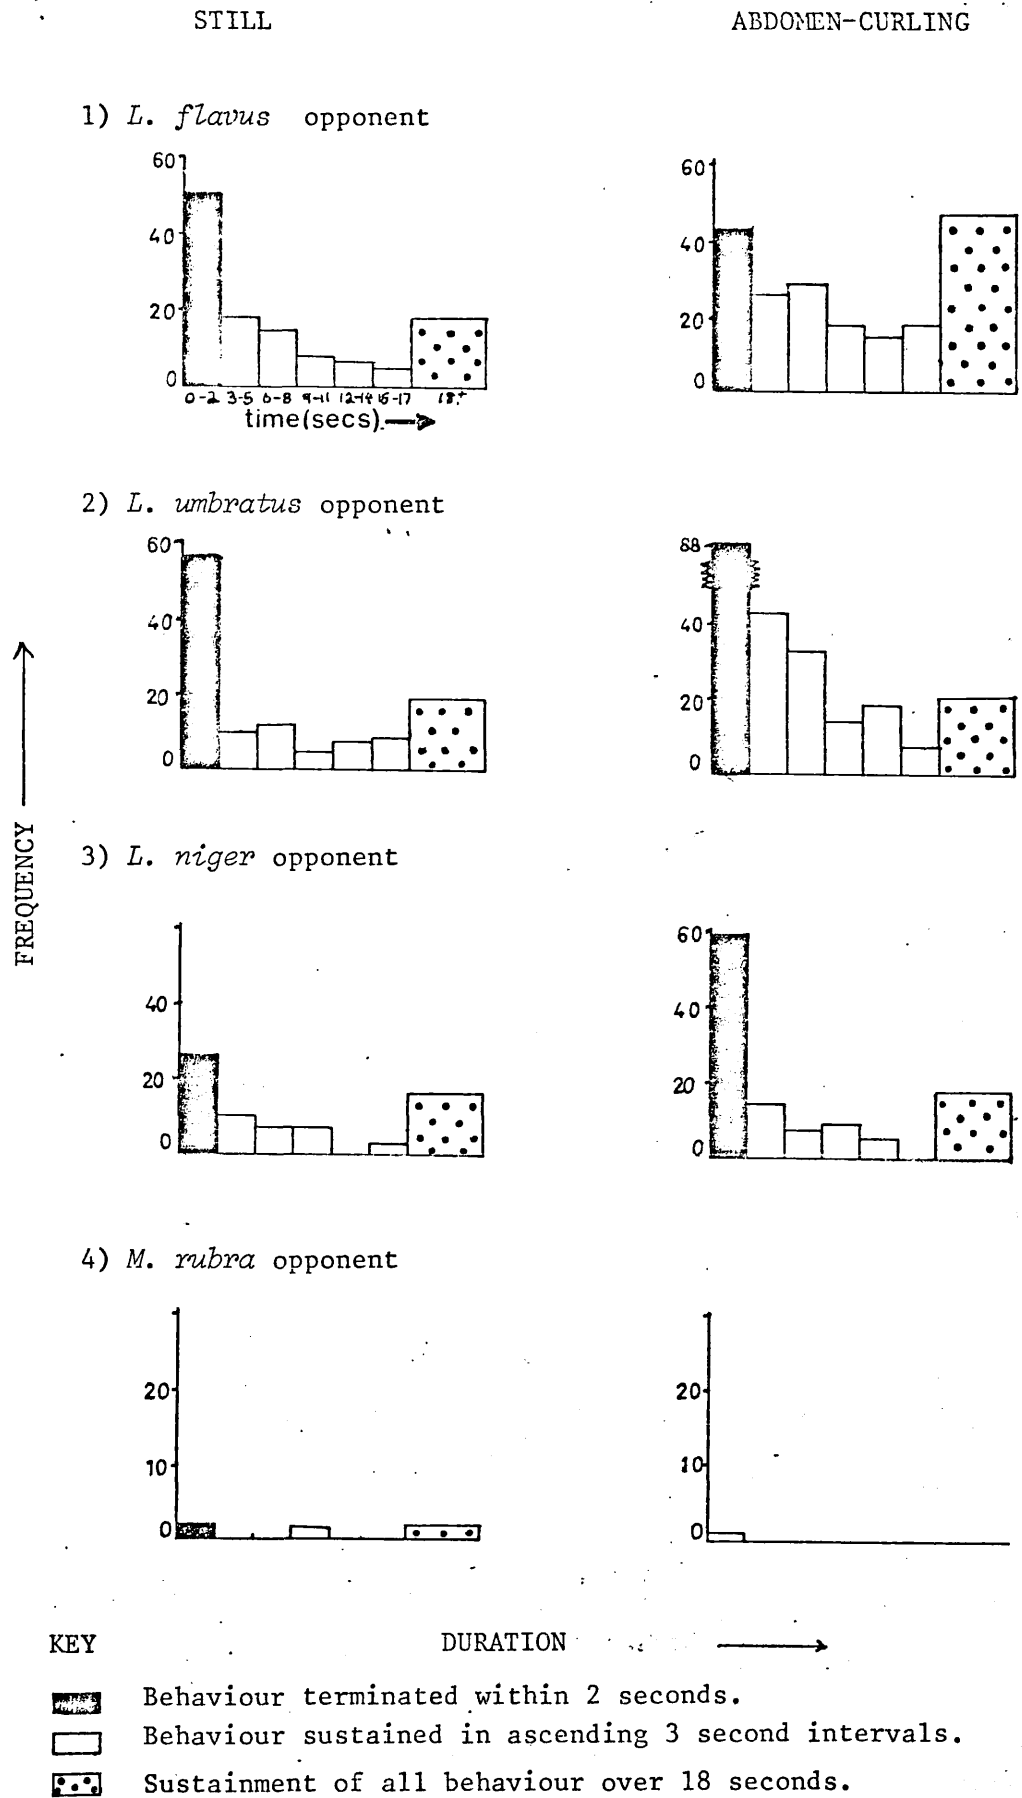 STILL ABDOMEN-CURLING
1) L. flavus opponent
60 40 20 0
0-2 3-5 6-8 9-11 12-14 15-17 18+
time(secs).
60 40 20 0
2) L. umbratus opponent
60 40 20 0
88 40 20 0
3) L. niger opponent
40 20 0
60 40 20 0
4) M. rubra opponent
20 10 0
20 10 0
FREQUENCY
KEY DURATION
Behaviour terminated within 2 seconds.
Behaviour sustained in ascending 3 second intervals.
Sustainment of all behaviour over 18 seconds.